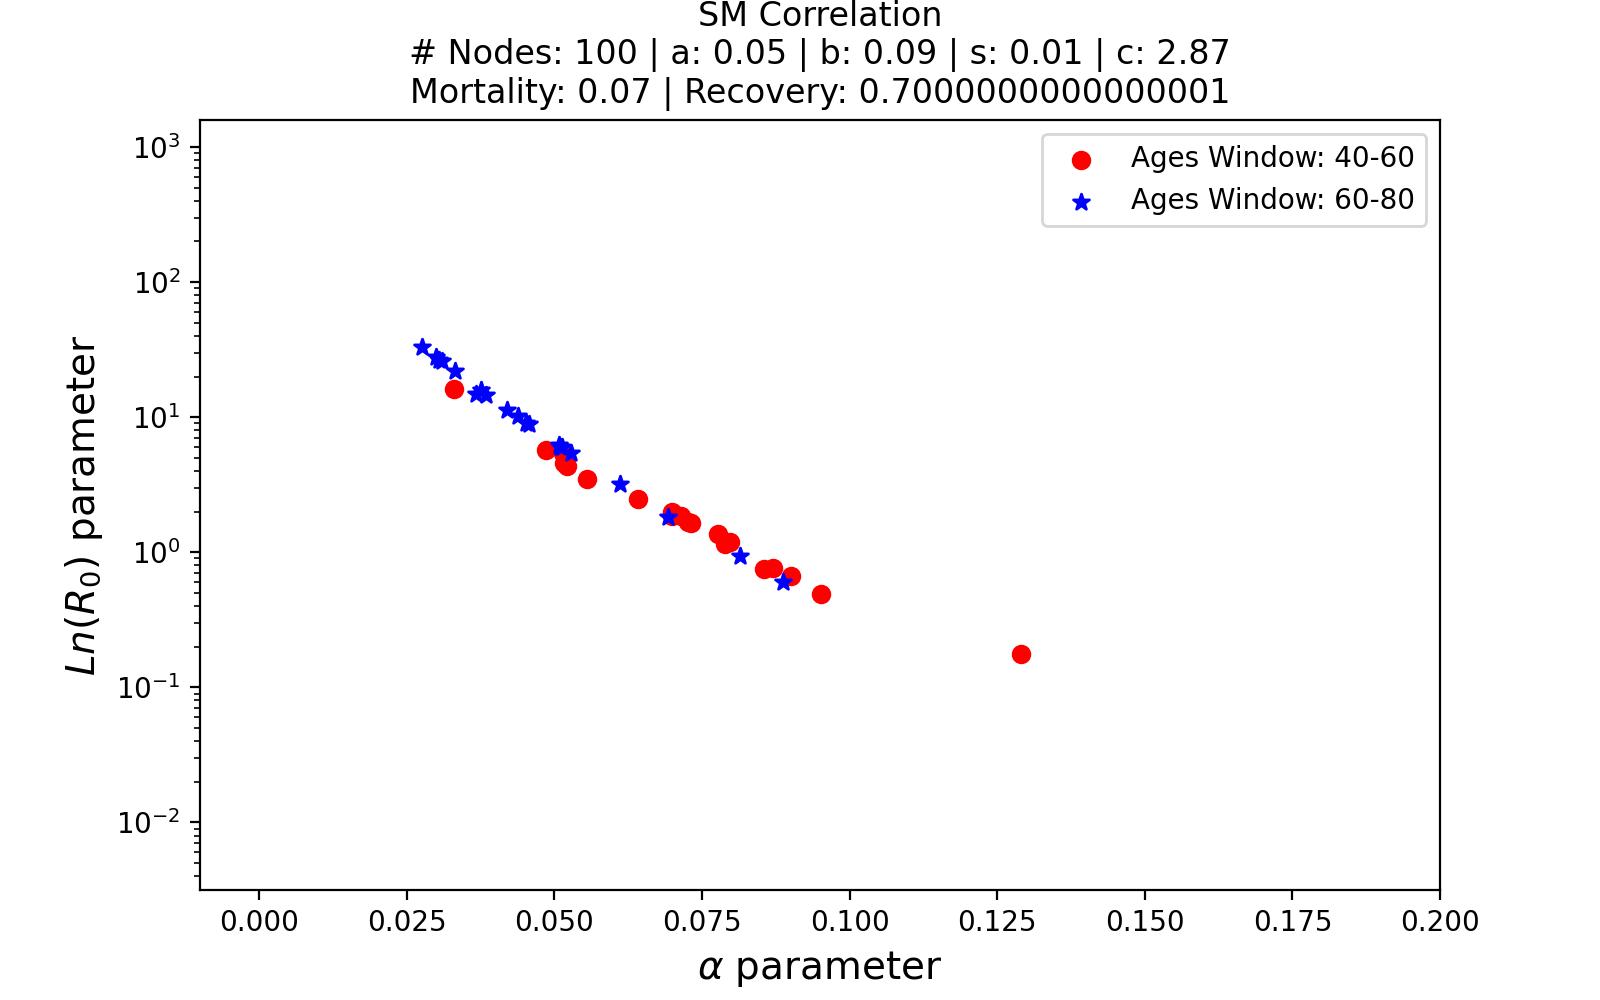 SM Correlation
# Nodes: 100 | a: 0.05 | b: 0.09 | s: 0.01 | c: 2.87
Mortality: 0.07 | Recovery: 0.7000000000000001
Ages Window: 40-60
Ages Window: 60-80
10³
10²
10¹
10⁰
10⁻¹
10⁻²
Ln(R₀) parameter
0.000 0.025 0.050 0.075 0.100 0.125 0.150 0.175 0.200
α parameter